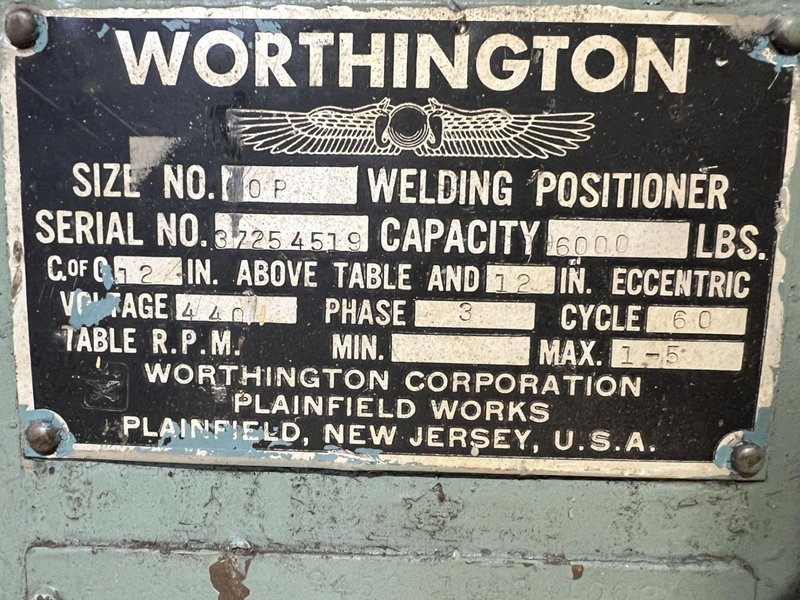 WORTHINGTON
SIZE NO. OP WELDING POSITIONER
SERIAL NO. 37254519 CAPACITY 6000 LBS.
C. OF G. 12 IN. ABOVE TABLE AND 12 IN. ECCENTRIC
VOLTAGE 440 PHASE 3 CYCLE 60
TABLE R.P.M. MIN. MAX. 1-5
WORTHINGTON CORPORATION
PLAINFIELD WORKS
PLAINFIELD, NEW JERSEY, U.S.A.